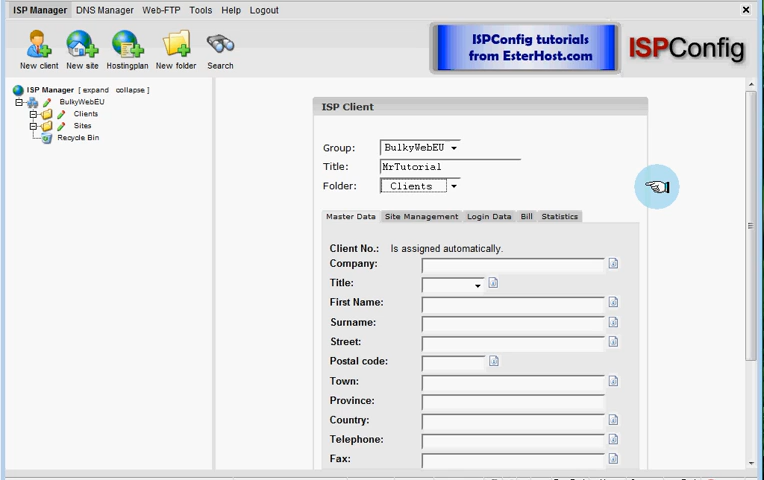 ISP Manager DNS Manager Web-FTP Tools Help Logout
New client New site Hostingplan New folder Search
ISPConfig tutorials
from EsterHost.com
ISPConfig
ISP Manager [ expand collapse ]
BulkyWebEU
Clients
Sites
Recycle Bin
ISP Client
Group: BulkyWebEU
Title: MrTutorial
Folder: Clients
Master Data Site Management Login Data Bill Statistics
Client No.: Is assigned automatically.
Company:
Title:
First Name:
Surname:
Street:
Postal code:
Town:
Province:
Country:
Telephone:
Fax: